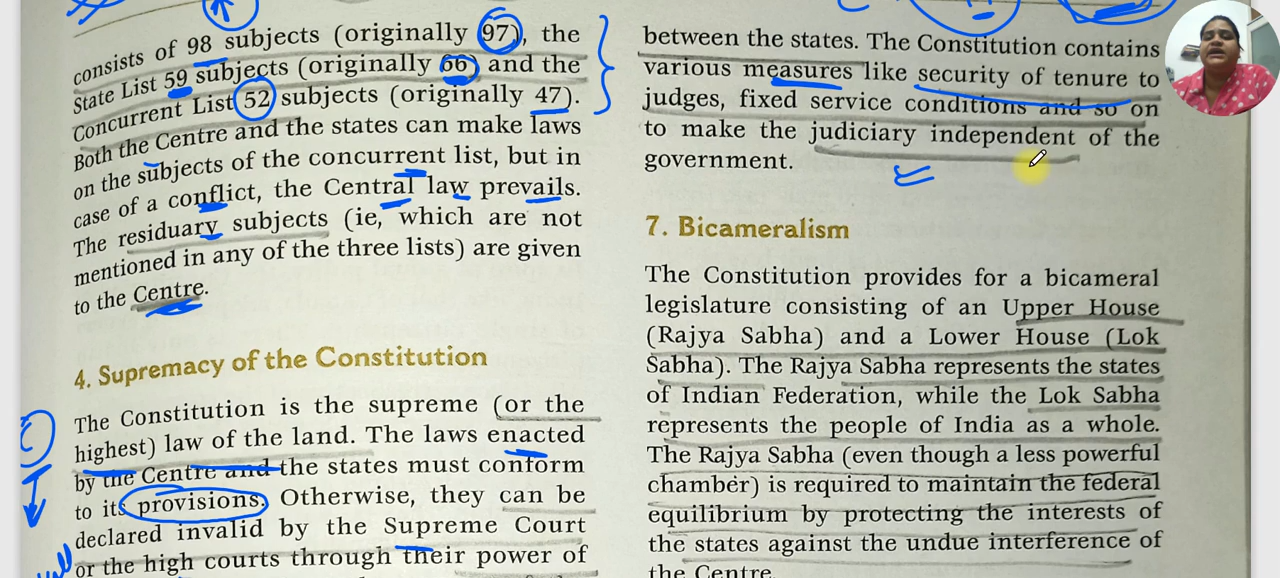 consists of 98 subjects (originally 97), the
State List 59 subjects (originally 66) and the
Concurrent List 52 subjects (originally 47).
Both the Centre and the states can make laws
on the subjects of the concurrent list, but in
case of a conflict, the Central law prevails.
The residuary subjects (ie, which are not
mentioned in any of the three lists) are given
to the Centre.
4. Supremacy of the Constitution
The Constitution is the supreme (or the
highest) law of the land. The laws enacted
by the Centre and the states must conform
to its provisions. Otherwise, they can be
declared invalid by the Supreme Court
or the high courts through their power of
between the states. The Constitution contains
various measures like security of tenure to
judges, fixed service conditions and so on
to make the judiciary independent of the
government.
7. Bicameralism
The Constitution provides for a bicameral
legislature consisting of an Upper House
(Rajya Sabha) and a Lower House (Lok
Sabha). The Rajya Sabha represents the states
of Indian Federation, while the Lok Sabha
represents the people of India as a whole.
The Rajya Sabha (even though a less powerful
chamber) is required to maintain the federal
equilibrium by protecting the interests of
the states against the undue interference of
the Centre.